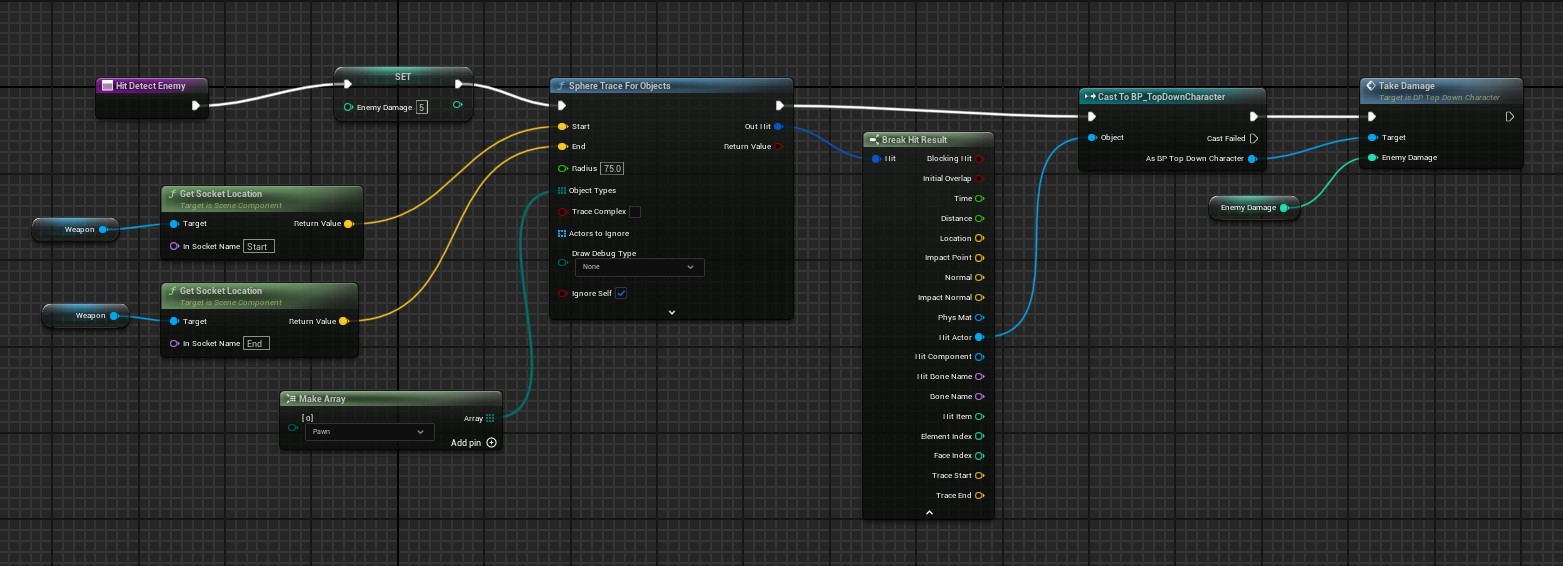 Hit Detect Enemy
SET
Enemy Damage 5
Sphere Trace For Objects
Start
Out Hit
End
Return Value
Radius 75.0
Object Types
Trace Complex
Actors to Ignore
Draw Debug Type
None
Ignore Self
Get Socket Location
Target is Scene Component
Weapon
Target
Return Value
In Socket Name Start
Get Socket Location
Target is Scene Component
Weapon
Target
Return Value
In Socket Name End
Make Array
[0]
Array
Pawn
Add pin
Break Hit Result
Hit
Blocking Hit
Initial Overlap
Time
Distance
Location
Impact Point
Normal
Impact Normal
Phys Mat
Hit Actor
Hit Component
Hit Bone Name
Bone Name
Hit Item
Element Index
Face Index
Trace Start
Trace End
Cast To BP_TopDownCharacter
Object
Cast Failed
As BP Top Down Character
Enemy Damage
Take Damage
Target is BP Top Down Character
Target
Enemy Damage